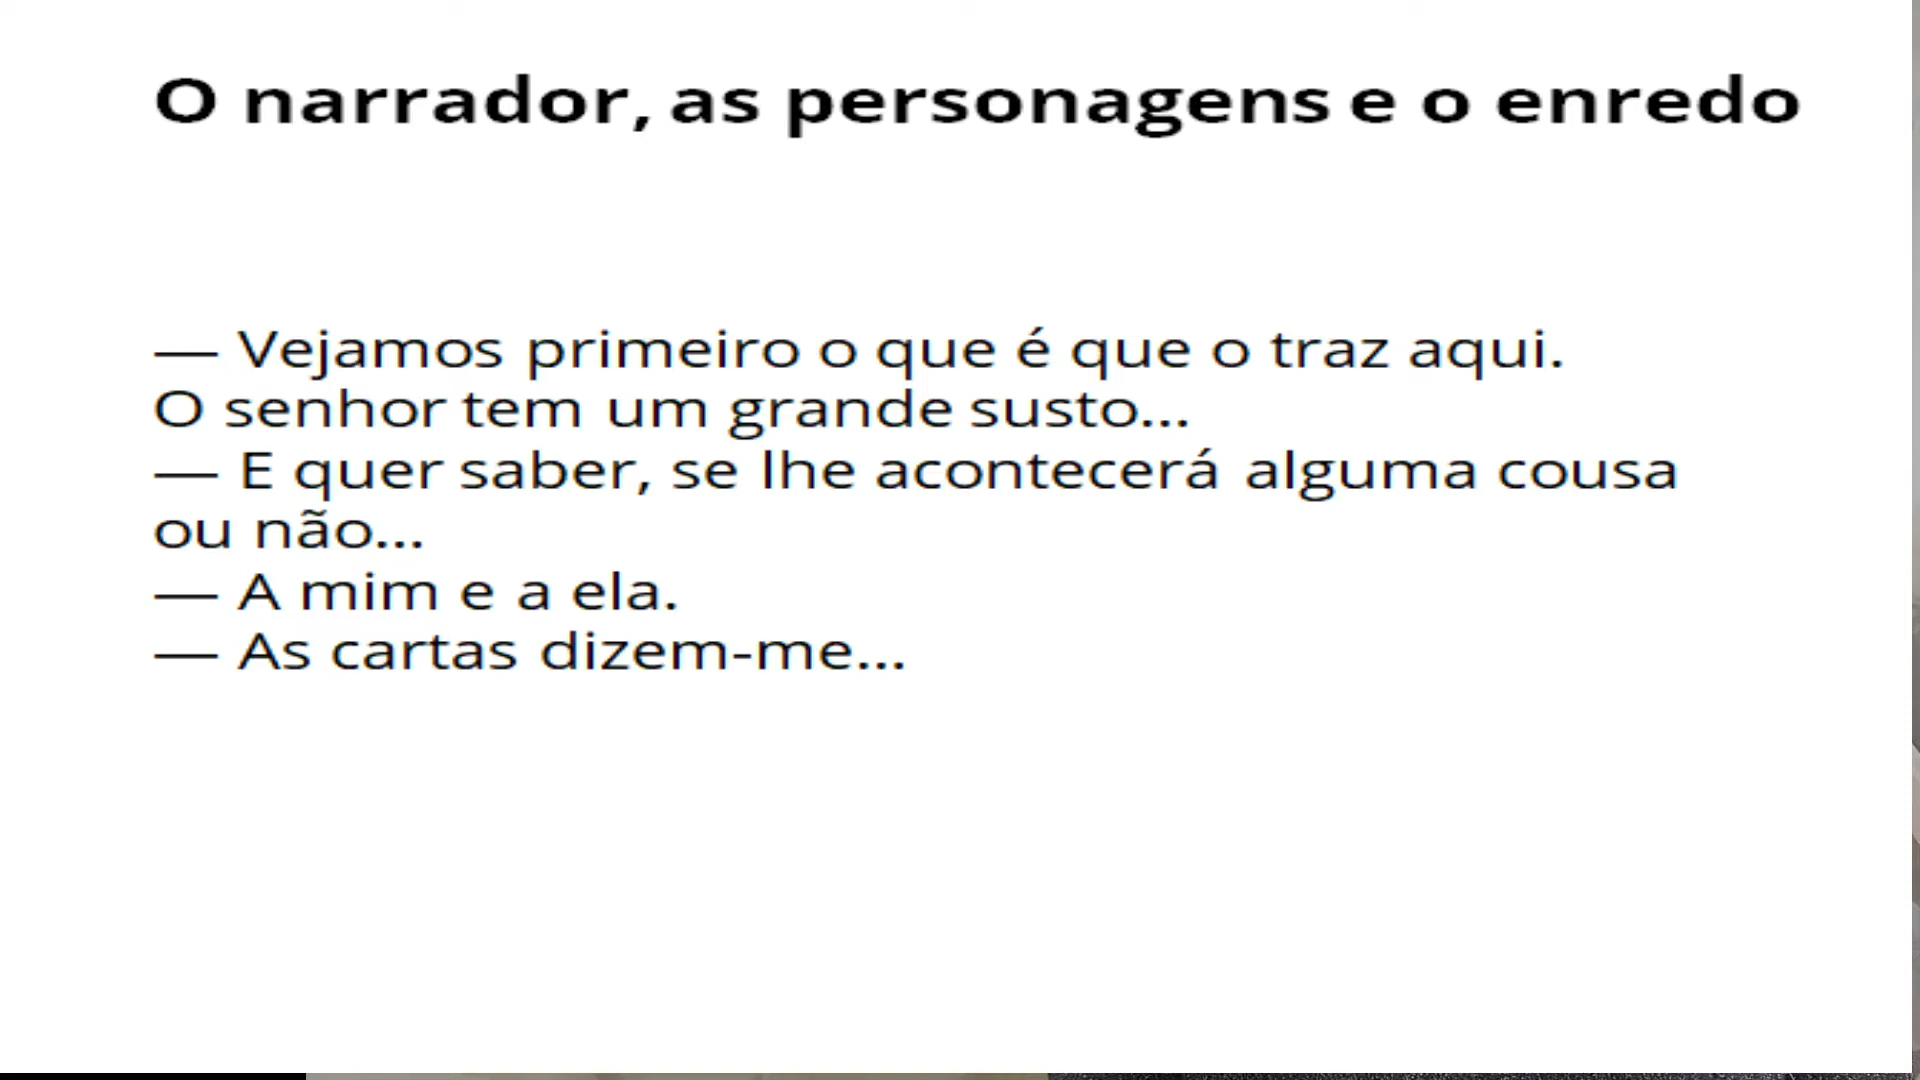 O narrador, as personagens e o enredo
— Vejamos primeiro o que é que o traz aqui.
O senhor tem um grande susto...
— E quer saber, se lhe acontecerá alguma cousa
ou não...
— A mim e a ela.
— As cartas dizem-me...